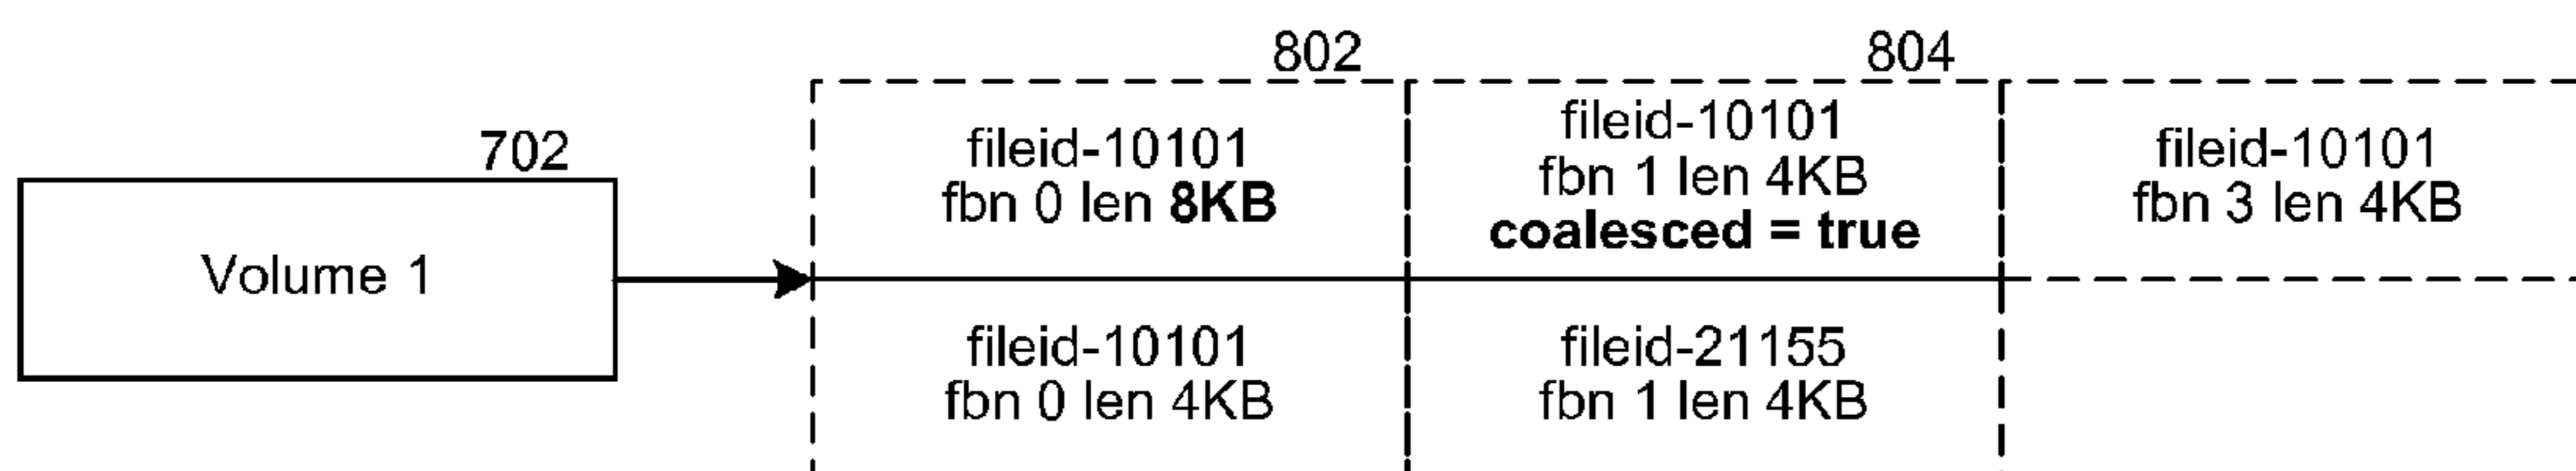 802
804
702
Volume 1
fileid-10101
fbn 0 len 8KB
fileid-10101
fbn 1 len 4KB
coalesced = true
fileid-10101
fbn 3 len 4KB
fileid-10101
fbn 0 len 4KB
fileid-21155
fbn 1 len 4KB